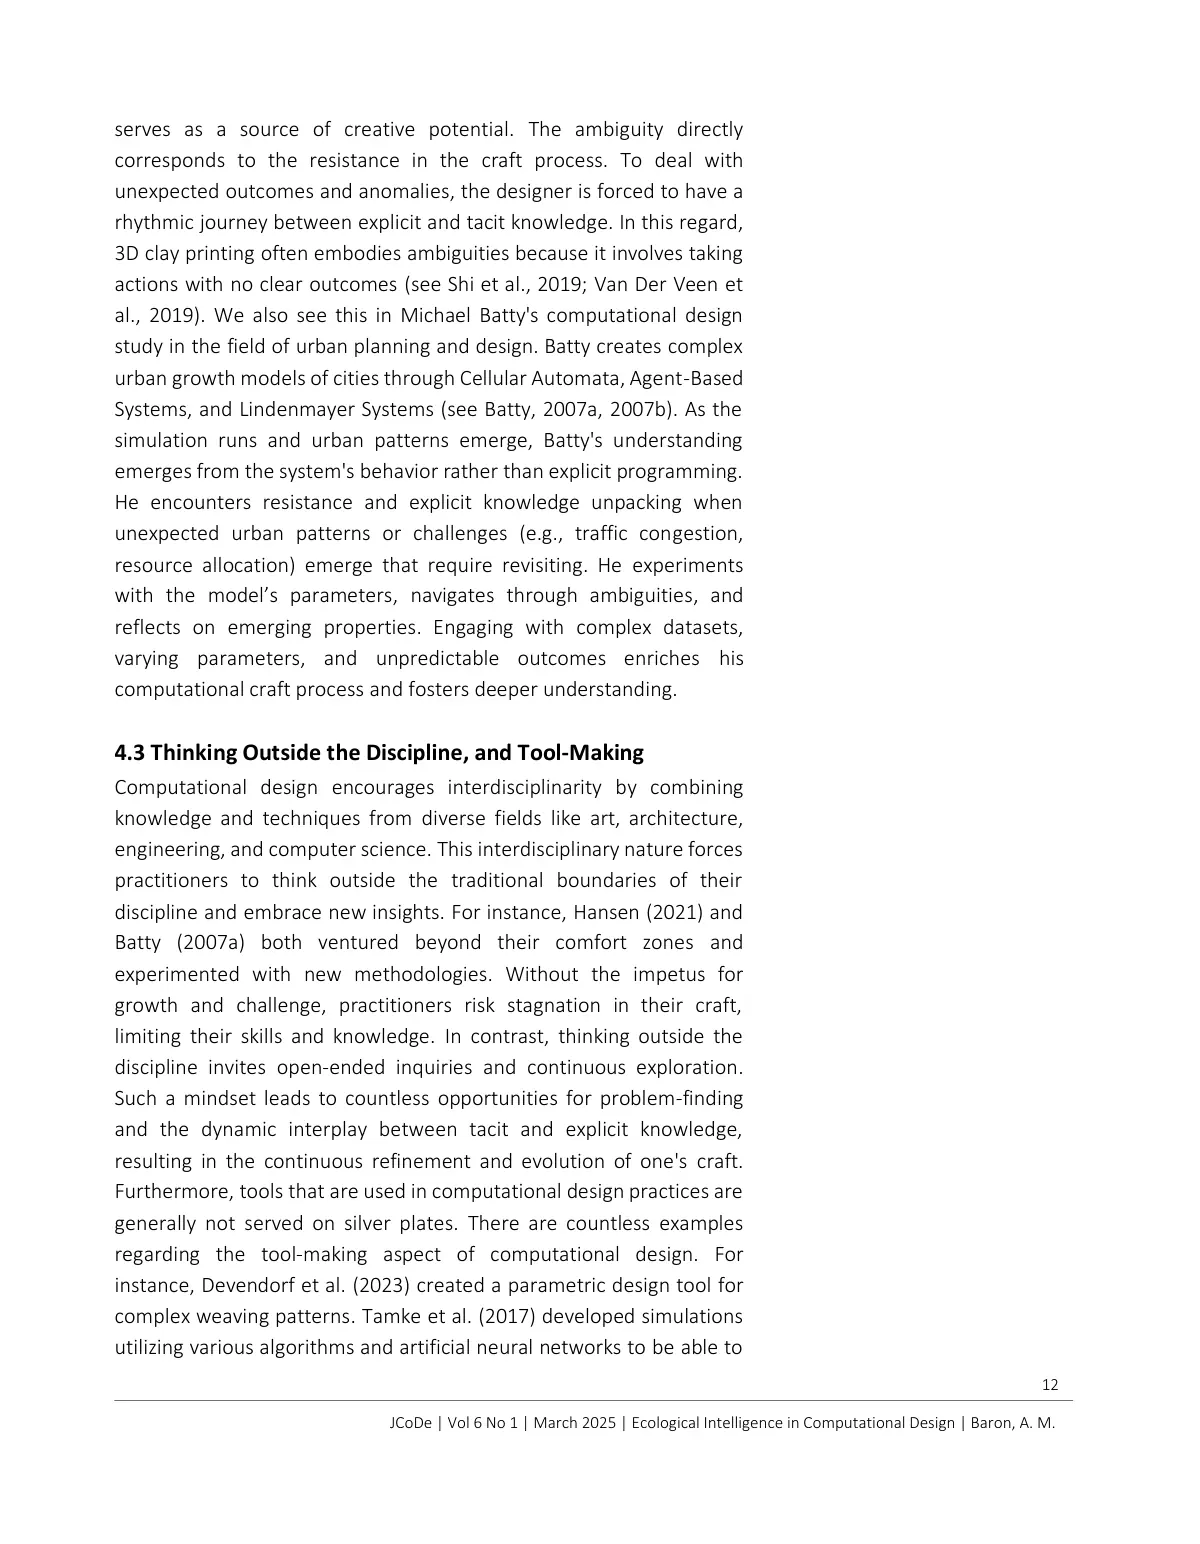 serves as a source of creative potential. The ambiguity directly
corresponds to the resistance in the craft process. To deal with
unexpected outcomes and anomalies, the designer is forced to have a
rhythmic journey between explicit and tacit knowledge. In this regard,
3D clay printing often embodies ambiguities because it involves taking
actions with no clear outcomes (see Shi et al., 2019; Van Der Veen et
al., 2019). We also see this in Michael Batty's computational design
study in the field of urban planning and design. Batty creates complex
urban growth models of cities through Cellular Automata, Agent-Based
Systems, and Lindenmayer Systems (see Batty, 2007a, 2007b). As the
simulation runs and urban patterns emerge, Batty's understanding
emerges from the system's behavior rather than explicit programming.
He encounters resistance and explicit knowledge unpacking when
unexpected urban patterns or challenges (e.g., traffic congestion,
resource allocation) emerge that require revisiting. He experiments
with the model’s parameters, navigates through ambiguities, and
reflects on emerging properties. Engaging with complex datasets,
varying parameters, and unpredictable outcomes enriches his
computational craft process and fosters deeper understanding.
4.3 Thinking Outside the Discipline, and Tool-Making
Computational design encourages interdisciplinarity by combining
knowledge and techniques from diverse fields like art, architecture,
engineering, and computer science. This interdisciplinary nature forces
practitioners to think outside the traditional boundaries of their
discipline and embrace new insights. For instance, Hansen (2021) and
Batty (2007a) both ventured beyond their comfort zones and
experimented with new methodologies. Without the impetus for
growth and challenge, practitioners risk stagnation in their craft,
limiting their skills and knowledge. In contrast, thinking outside the
discipline invites open-ended inquiries and continuous exploration.
Such a mindset leads to countless opportunities for problem-finding
and the dynamic interplay between tacit and explicit knowledge,
resulting in the continuous refinement and evolution of one's craft.
Furthermore, tools that are used in computational design practices are
generally not served on silver plates. There are countless examples
regarding the tool-making aspect of computational design. For
instance, Devendorf et al. (2023) created a parametric design tool for
complex weaving patterns. Tamke et al. (2017) developed simulations
utilizing various algorithms and artificial neural networks to be able to
12
JCoDe | Vol 6 No 1 | March 2025 | Ecological Intelligence in Computational Design | Baron, A. M.